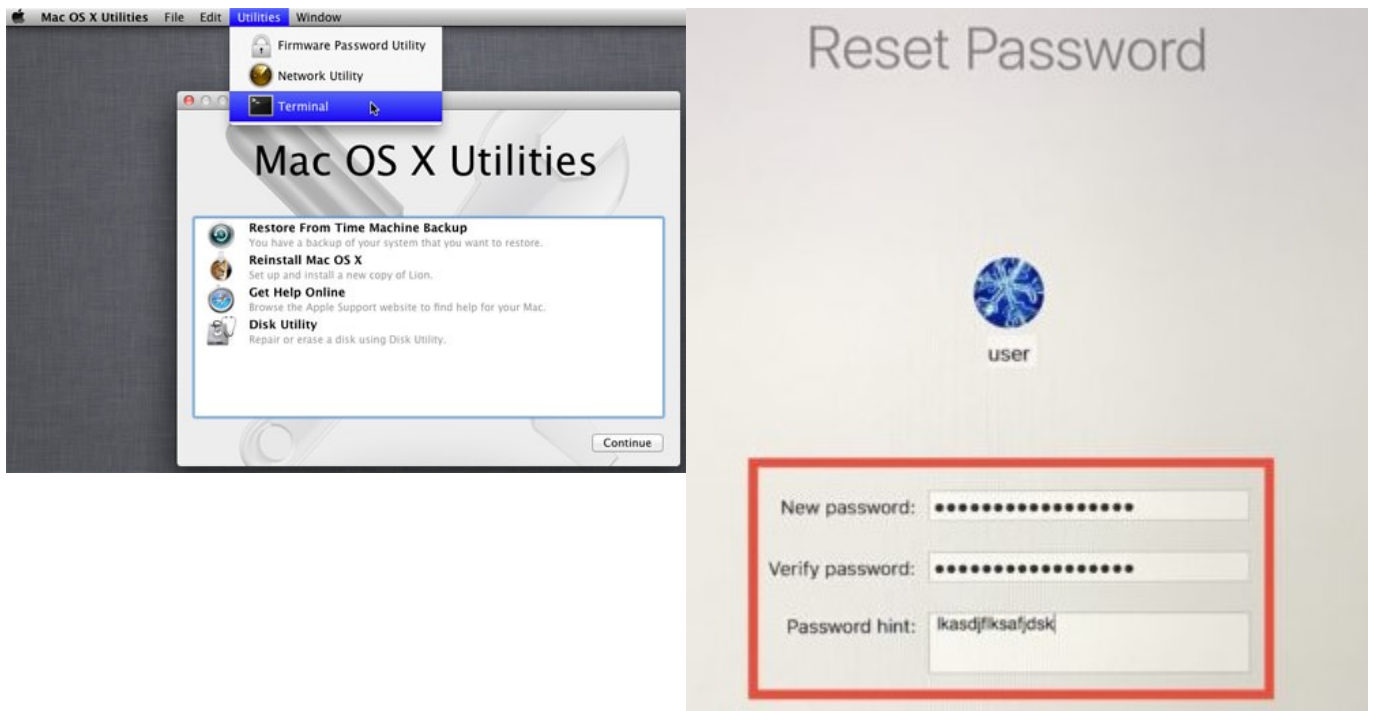 Mac OS X Utilities File Edit Utilities Window
Firmware Password Utility
Network Utility
Terminal
Mac OS X Utilities
Restore From Time Machine Backup
You have a backup of your system that you want to restore.
Reinstall Mac OS X
Set up and install a new copy of Lion.
Get Help Online
Browse the Apple Support website to find help for your Mac.
Disk Utility
Repair or erase a disk using Disk Utility.
Continue
Reset Password
user
New password: •••••••••••••••••
Verify password: •••••••••••••••••
Password hint: lkasdjflksafjdsk